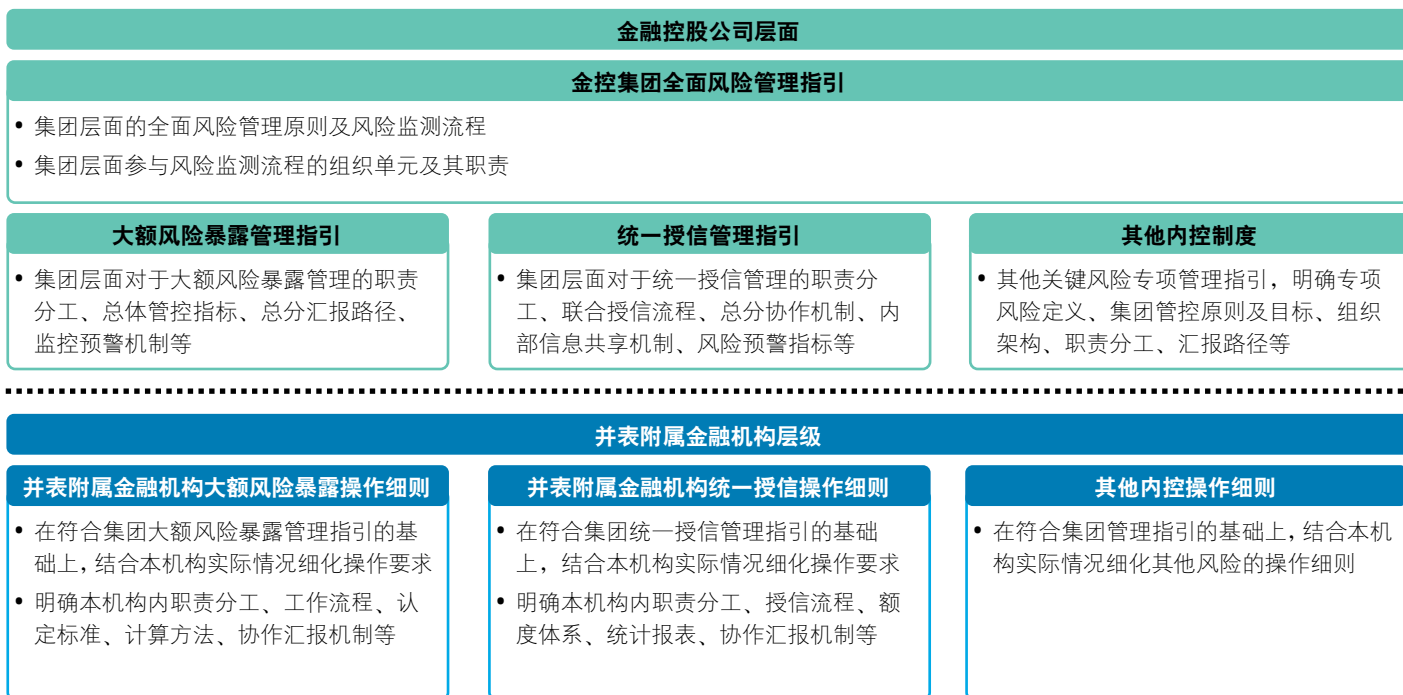 金融控股公司层面
金控集团全面风险管理指引
• 集团层面的全面风险管理原则及风险监测流程
• 集团层面参与风险监测流程的组织单元及其职责
大额风险暴露管理指引
• 集团层面对于大额风险暴露管理的职责
分工、总体管控指标、总分汇报路径、
监控预警机制等
统一授信管理指引
• 集团层面对于统一授信管理的职责分
工、联合授信流程、总分协作机制、内
部信息共享机制、风险预警指标等
其他内控制度
• 其他关键风险专项管理指引，明确专项
风险定义、集团管控原则及目标、组织
架构、职责分工、汇报路径等
并表附属金融机构层级
并表附属金融机构大额风险暴露操作细则
• 在符合集团大额风险暴露管理指引的基
础上，结合本机构实际情况细化操作要求
• 明确本机构内职责分工、工作流程、认
定标准、计算方法、协作汇报机制等
并表附属金融机构统一授信操作细则
• 在符合集团统一授信管理指引的基础
上，结合本机构实际情况细化操作要求
• 明确本机构内职责分工、授信流程、额
度体系、统计报表、协作汇报机制等
其他内控操作细则
• 在符合集团管理指引的基础上，结合本机
构实际情况细化其他风险的操作细则